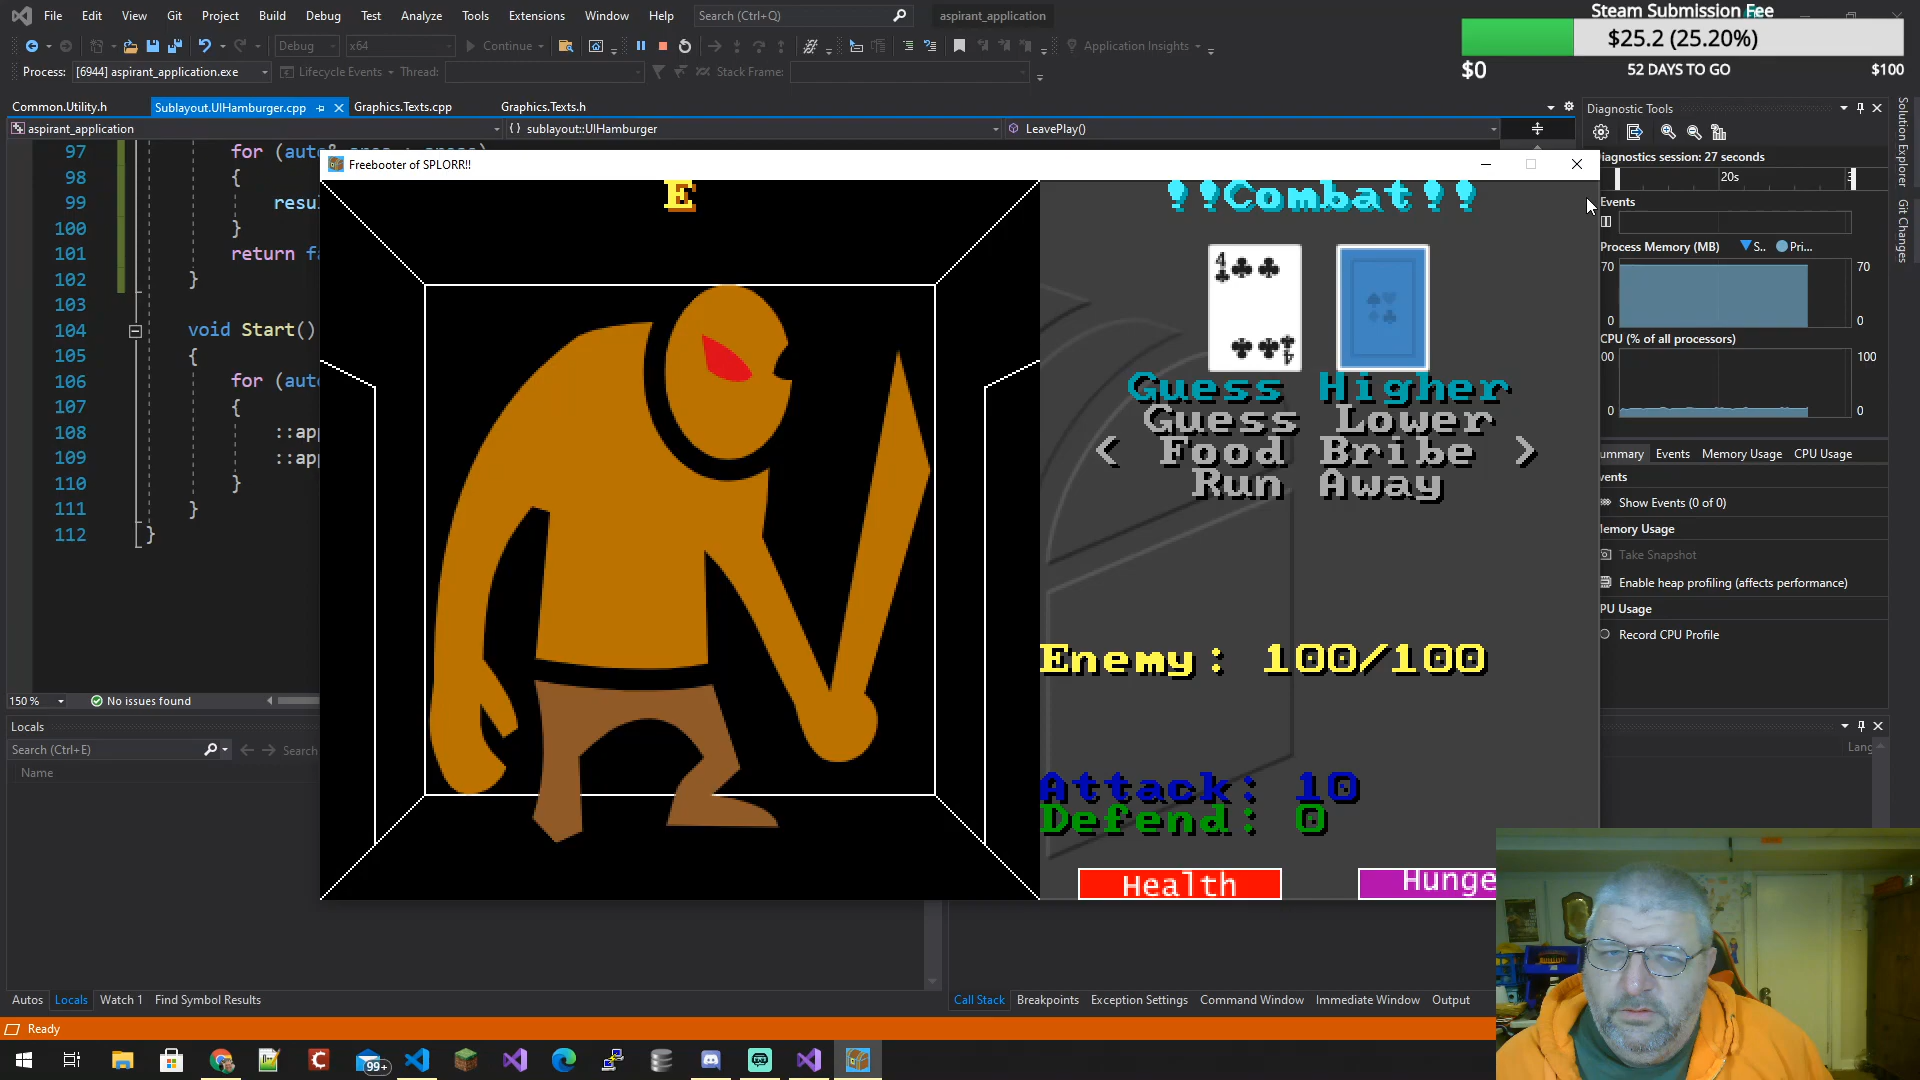 File Edit View Git Project Build Debug Test Analyze Tools Extensions Window Help Search (Ctrl+Q) aspirant_application
Steam Submission Fee
$25.2 (25.20%)
$0 52 DAYS TO GO $100
Debug x64 Continue Application Insights
Process: [6944] aspirant_application.exe Lifecycle Events Thread: Stack Frame:
Common.Utility.h Sublayout.UIHamburger.cpp Graphics.Texts.cpp Graphics.Texts.h
Diagnostic Tools
aspirant_application sublayout::UIHamburger LeavePlay()
97 for
98 {
99
100 }
101 return
102 }
103
104 void Start()
105 {
106 for
107 {
108
109
110 }
111 }
112 }
Freebooter of SPLORR!!
E
!!Combat!!
4
4
Guess Higher
Guess Lower
< Food Bribe >
Run Away
Enemy: 100/100
Attack: 10
Defend: 0
Health
iagnostics session: 27 seconds
20s
Events
Process Memory (MB) S.. Pri...
70 70
0 0
CPU (% of all processors)
00 100
0 0
ummary Events Memory Usage CPU Usage
vents
Show Events (0 of 0)
lemory Usage
Take Snapshot
Enable heap profiling (affects performance)
PU Usage
Record CPU Profile
Solution Explorer
Git Changes
150 % No issues found
Locals
Search (Ctrl+E) Search
Name
Lang
Autos Locals Watch 1 Find Symbol Results
Call Stack Breakpoints Exception Settings Command Window Immediate Window Output
Ready
99+